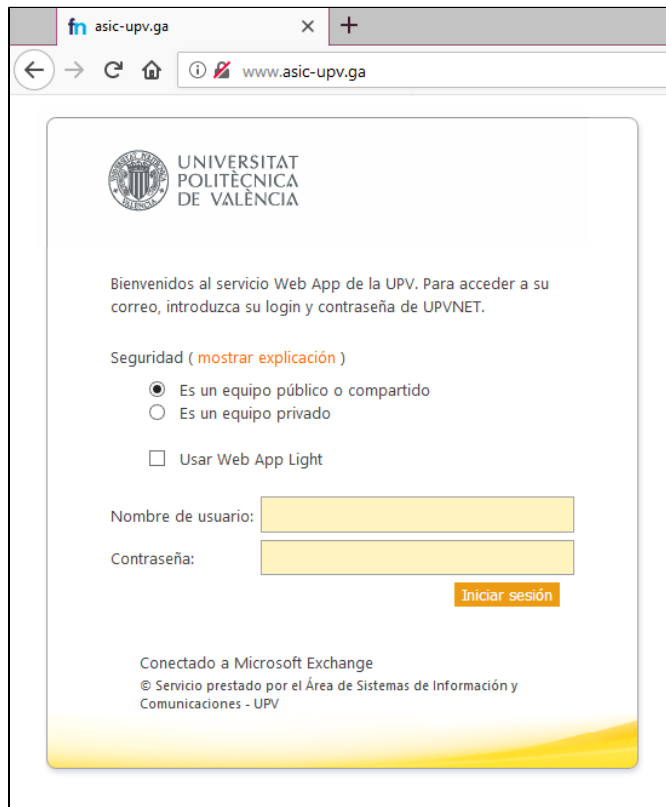 fn asic-upv.ga
www.asic-upv.ga
UNIVERSITAT
POLITÈCNICA
DE VALÈNCIA
Bienvenidos al servicio Web App de la UPV. Para acceder a su
correo, introduzca su login y contraseña de UPVNET.
Seguridad ( mostrar explicación )
Es un equipo público o compartido
Es un equipo privado
Usar Web App Light
Nombre de usuario:
Contraseña:
Iniciar sesión
Conectado a Microsoft Exchange
© Servicio prestado por el Área de Sistemas de Información y
Comunicaciones - UPV